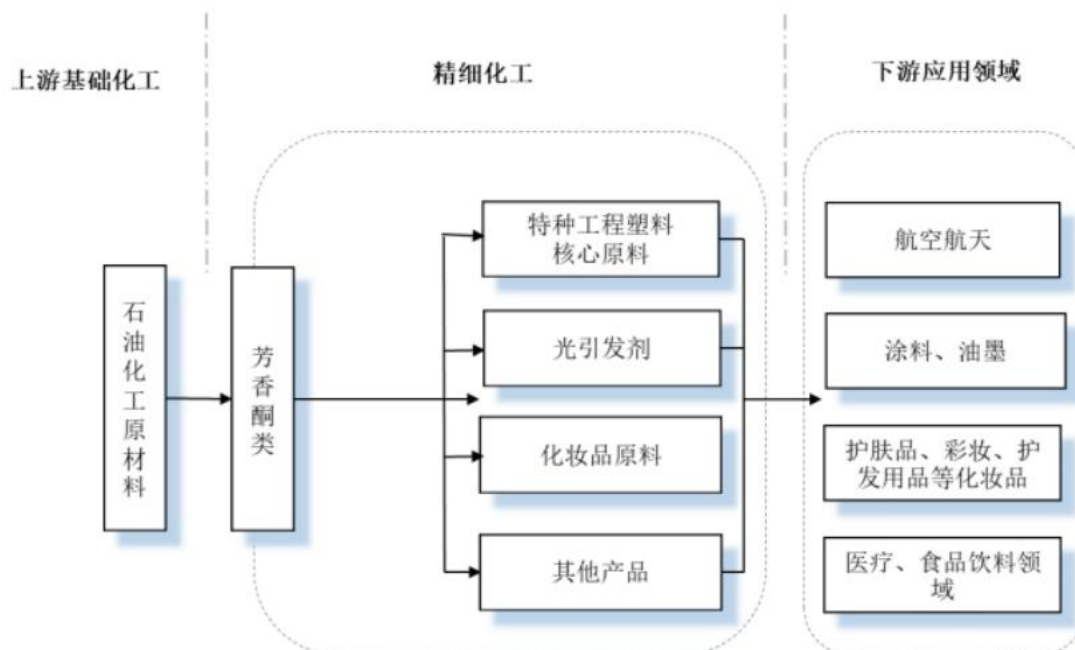 上游基础化工
精细化工
下游应用领域
石油化工原材料
芳香酮类
特种工程塑料
核心原料
光引发剂
化妆品原料
其他产品
航空航天
涂料、油墨
护肤品、彩妆、护
发用品等化妆品
医疗、食品饮料领
域